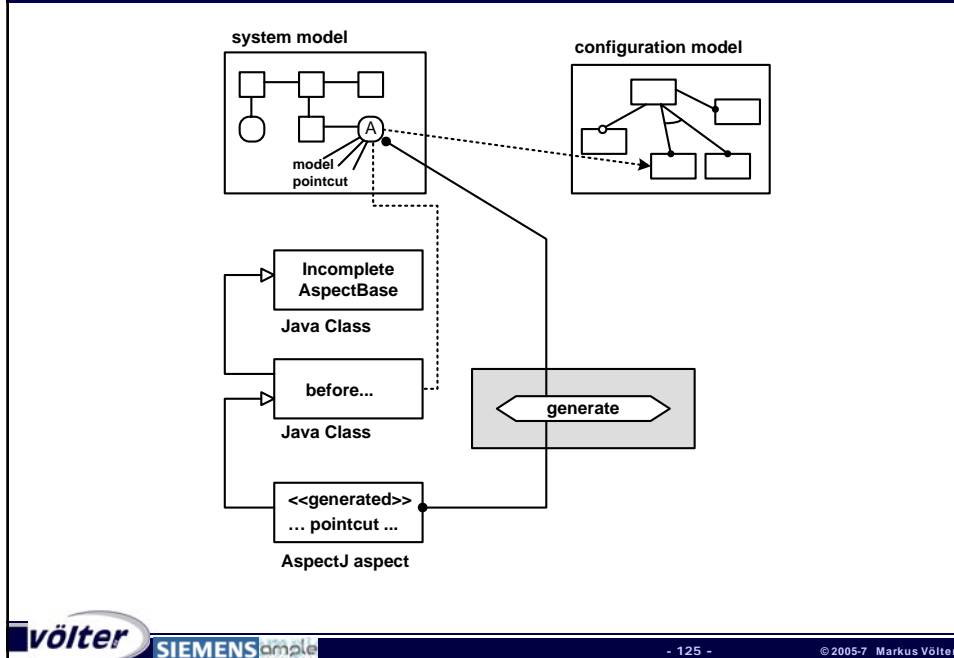 system model
configuration model
A
model
pointcut
Incomplete
AspectBase
Java Class
before...
Java Class
generate
<<generated>>
... pointcut ...
AspectJ aspect
völter
SIEMENS ample
- 125 -
© 2005-7 Markus Völter